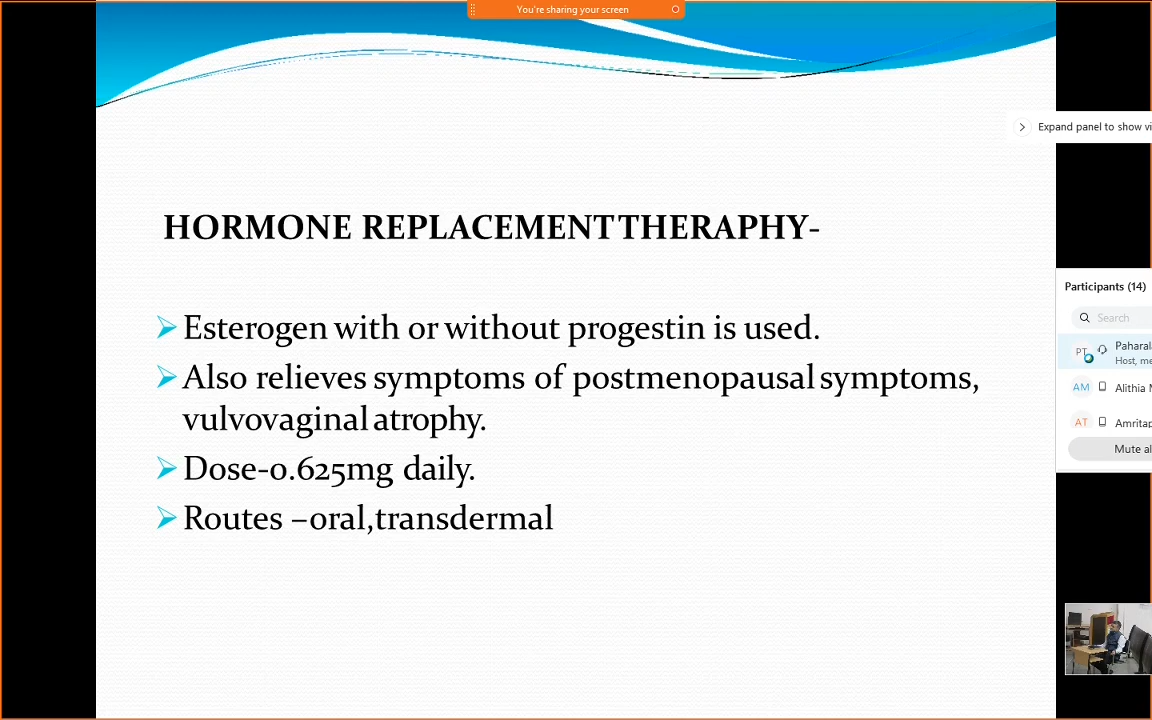 You're sharing your screen
Expand panel to show vi
HORMONE REPLACEMENT THERAPHY-
Esterogen with or without progestin is used.
Also relieves symptoms of postmenopausal symptoms,
vulvovaginal atrophy.
Dose-0.625mg daily.
Routes –oral,transdermal
Participants (14)
Search
PT
Paharal
Host, me
AM
Alithia M
AT
Amritap
Mute al